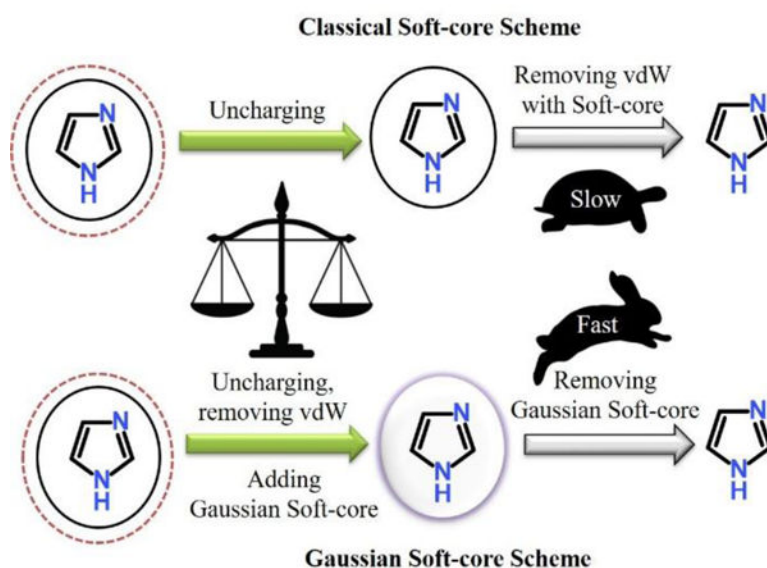 Classical Soft-core Scheme
Uncharging
Removing vdW
with Soft-core
N
N
H
N
N
H
N
N
H
Slow
Fast
Uncharging,
removing vdW
Adding
Gaussian Soft-core
Removing
Gaussian Soft-core
N
N
H
N
N
H
N
N
H
Gaussian Soft-core Scheme